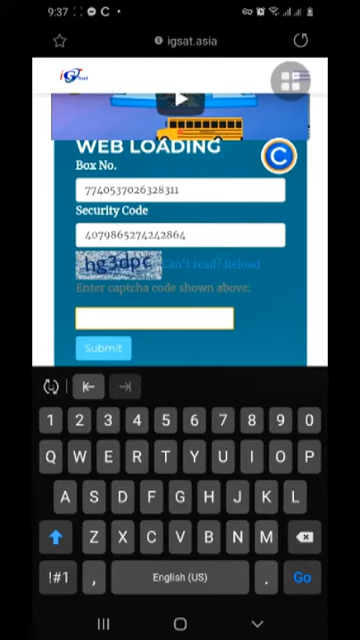 9:37
igsat.asia
iGSat
WEB LOADING
Box No.
7740537026328311
Security Code
4079865274242864
hg3dpc Can't read? Reload
Enter captcha code shown above:
Submit
1 2 3 4 5 6 7 8 9 0
Q W E R T Y U I O P
A S D F G H J K L
Z X C V B N M
!#1 , English (US) . Go